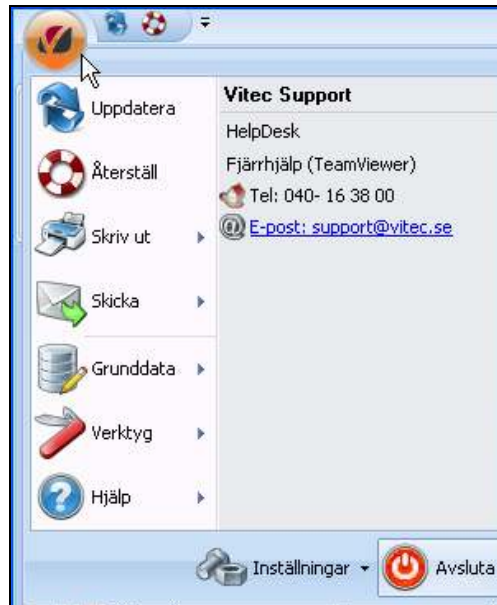 Uppdatera
Återställ
Skriv ut
Skicka
Grunddata
Verktyg
Hjälp
Vitec Support
HelpDesk
Fjärrhjälp (TeamViewer)
Tel: 040- 16 38 00
E-post: support@vitec.se
Inställningar
Avsluta